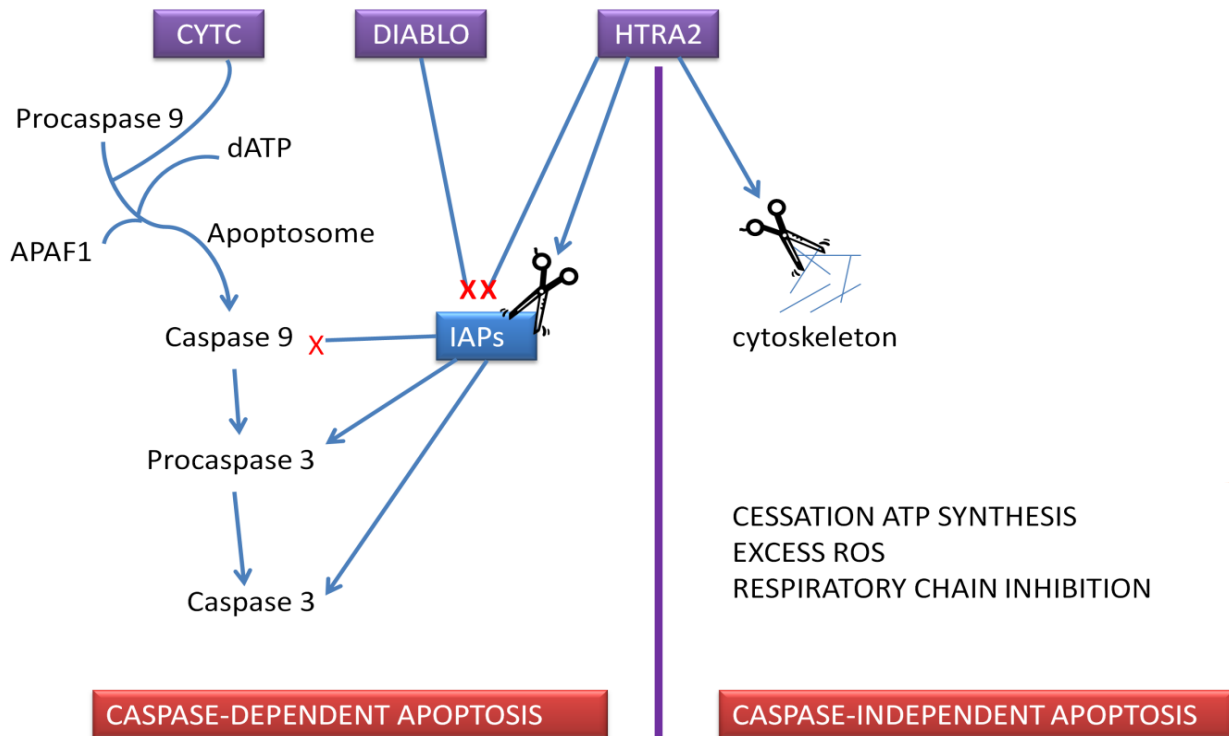 CYTC
DIABLO
HTRA2
Procaspase 9
dATP
APAF1
Apoptosome
XX
Caspase 9
X
IAPs
cytoskeleton
Procaspase 3
CESSATION ATP SYNTHESIS
EXCESS ROS
RESPIRATORY CHAIN INHIBITION
Caspase 3
CASPASE-DEPENDENT APOPTOSIS
CASPASE-INDEPENDENT APOPTOSIS